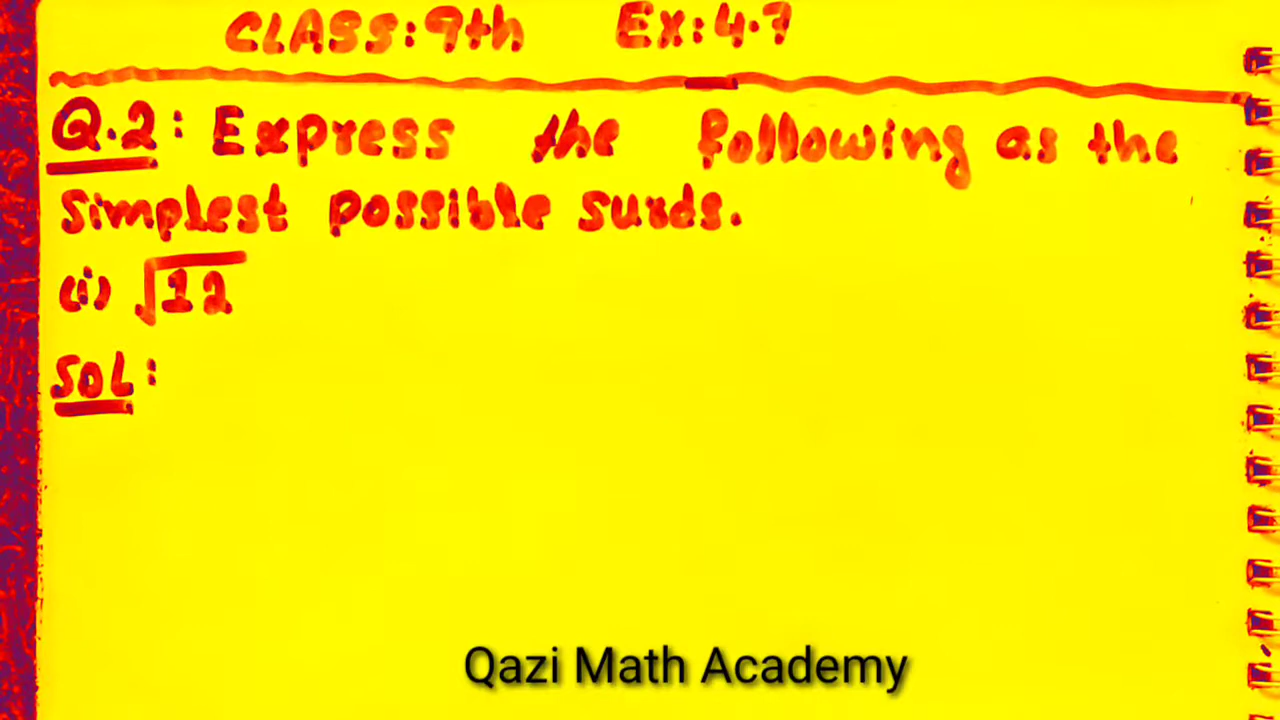 CLASS: 9th Ex: 4.7
Q.2: Express the following as the
simplest possible surds.
(i) √12
SOL:
Qazi Math Academy